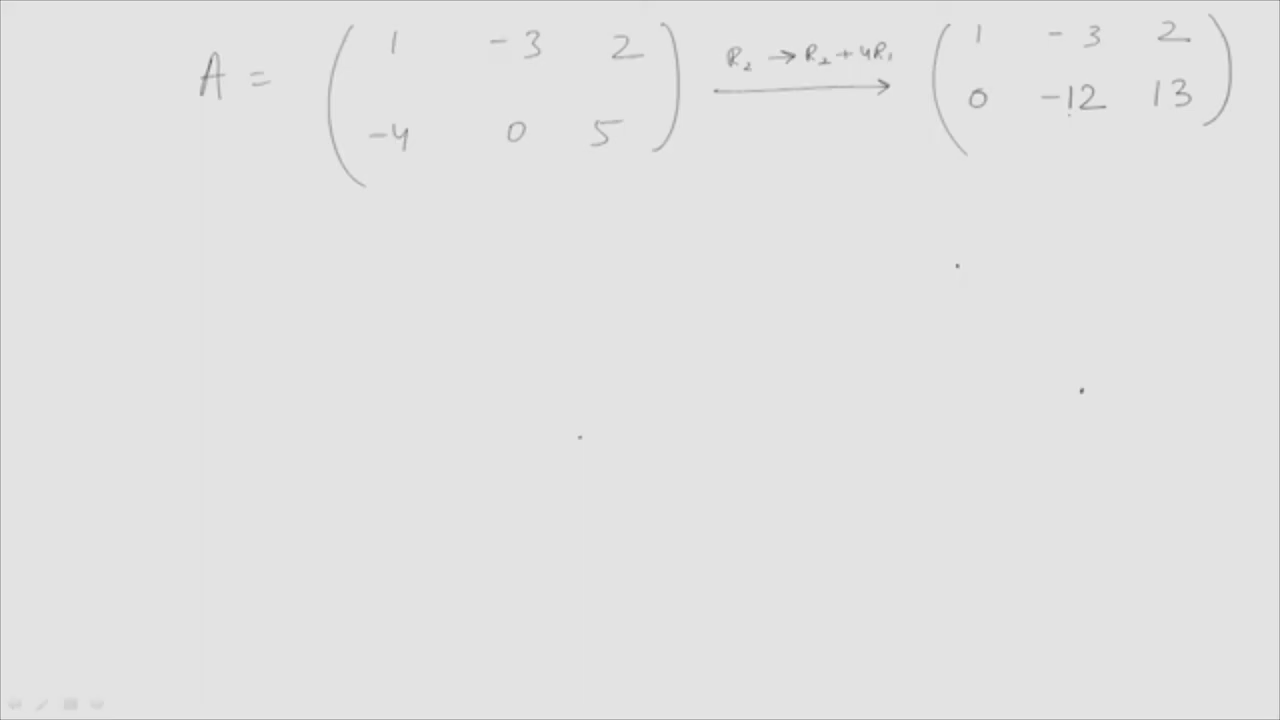 A = ( 1 -3 2 R₂ → R₂ + 4R₁ ( 1 -3 2 )
-4 0 5 ) 0 -12 13